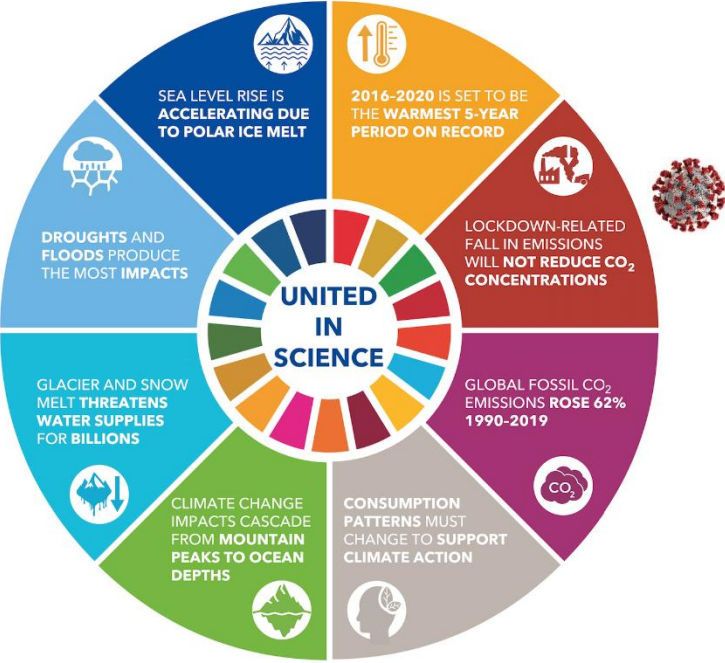 SEA LEVEL RISE IS
ACCELERATING DUE
TO POLAR ICE MELT
2016–2020 IS SET TO BE
THE WARMEST 5-YEAR
PERIOD ON RECORD
LOCKDOWN-RELATED
FALL IN EMISSIONS
WILL NOT REDUCE CO₂
CONCENTRATIONS
GLOBAL FOSSIL CO₂
EMISSIONS ROSE 62%
1990–2019
CO₂
CONSUMPTION
PATTERNS MUST
CHANGE TO SUPPORT
CLIMATE ACTION
CLIMATE CHANGE
IMPACTS CASCADE
FROM MOUNTAIN
PEAKS TO OCEAN
DEPTHS
GLACIER AND SNOW
MELT THREATENS
WATER SUPPLIES
FOR BILLIONS
DROUGHTS AND
FLOODS PRODUCE
THE MOST IMPACTS
UNITED
IN
SCIENCE